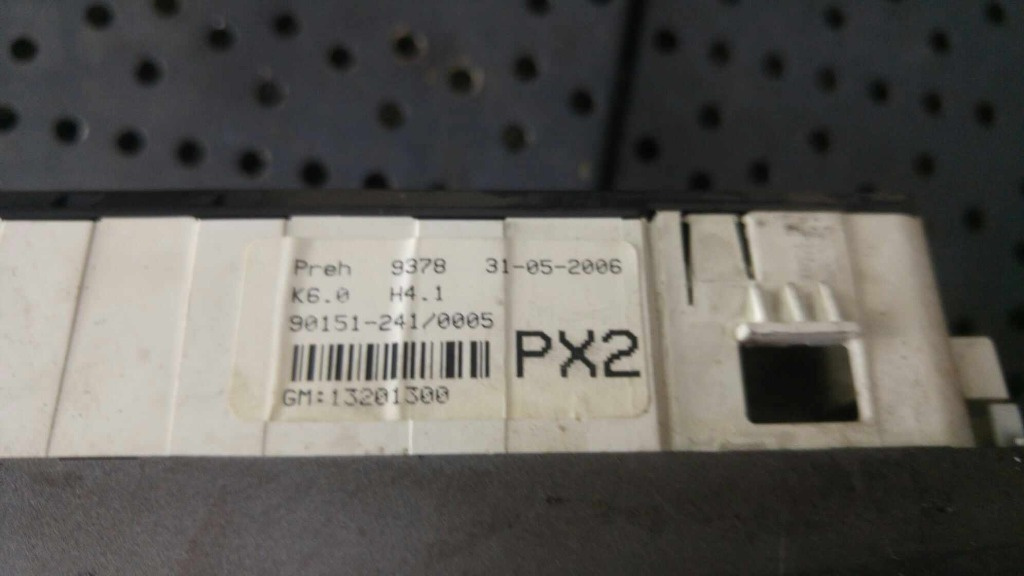 Preh 9378 31-05-2006
K6.0 H4.1
90151-241/0005
PX2
GM:13201300